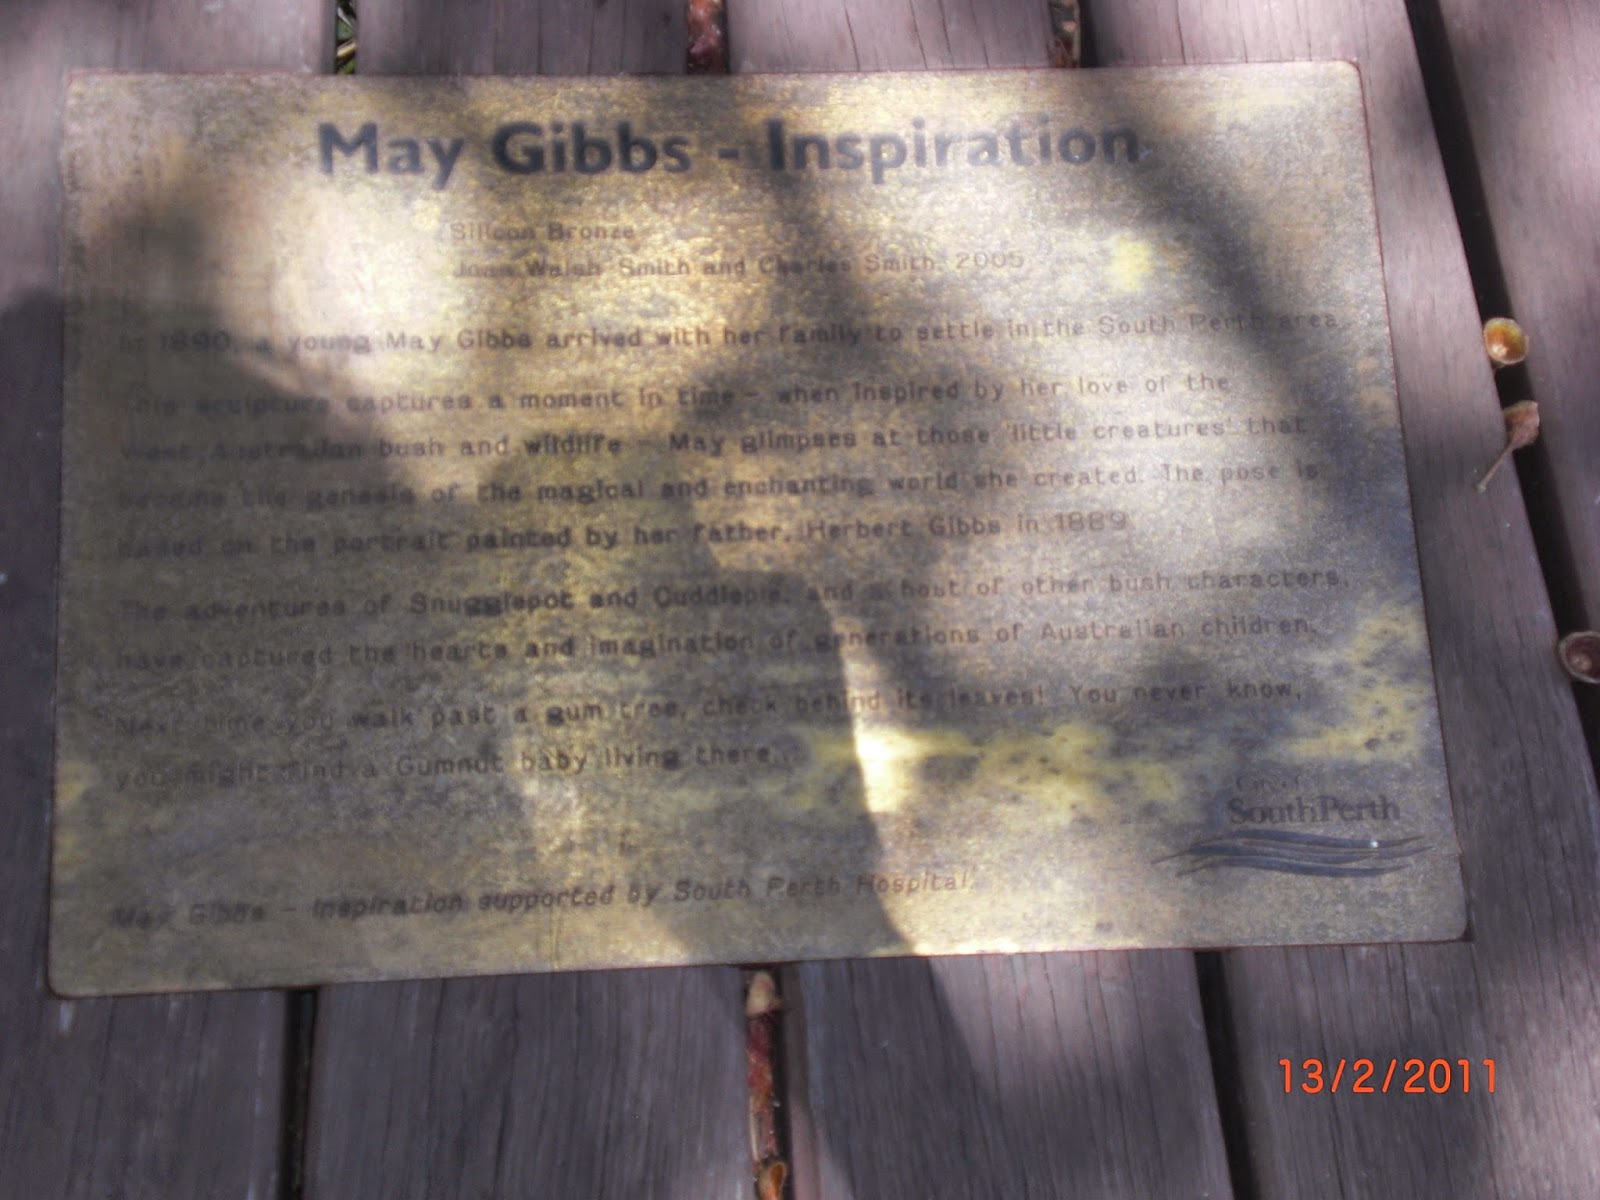 May Gibbs - Inspiration
Silicon Bronze
Joan Walsh Smith and Charles Smith. 2005
In 1890, a young May Gibbs arrived with her family to settle in the South Perth area.
This sculpture captures a moment in time - when inspired by her love of the
West Australian bush and wildlife - May glimpses at those 'little creatures' that
become the genesis of the magical and enchanting world she created. The pose is
based on the portrait painted by her father, Herbert Gibbs in 1889.
The adventures of Snugglepot and Cuddlepie, and a host of other bush characters,
have captured the hearts and imagination of generations of Australian children.
Next time you walk past a gum tree, check behind its leaves! You never know,
you might find a Gumnut baby living there...
City of
SouthPerth
May Gibbs - Inspiration supported by South Perth Hospital.
13/2/2011